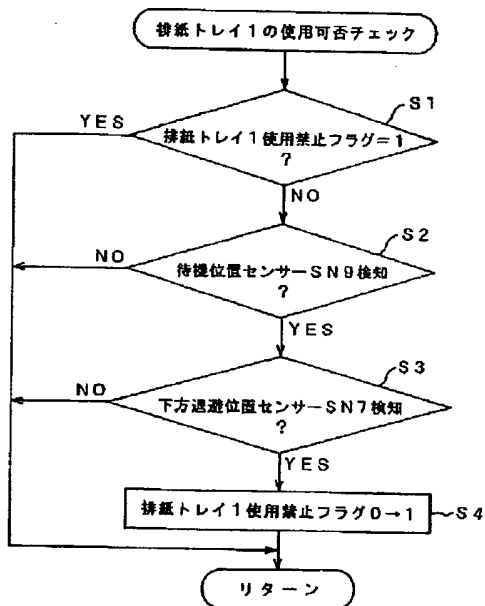 排紙トレイ1の使用可否チェック
S1
YES
排紙トレイ1使用禁止フラグ=1
?
NO
S2
NO
待機位置センサーSN9検知
?
YES
S3
NO
下方退避位置センサーSN7検知
?
YES
排紙トレイ1使用禁止フラグ0→1
S4
リターン